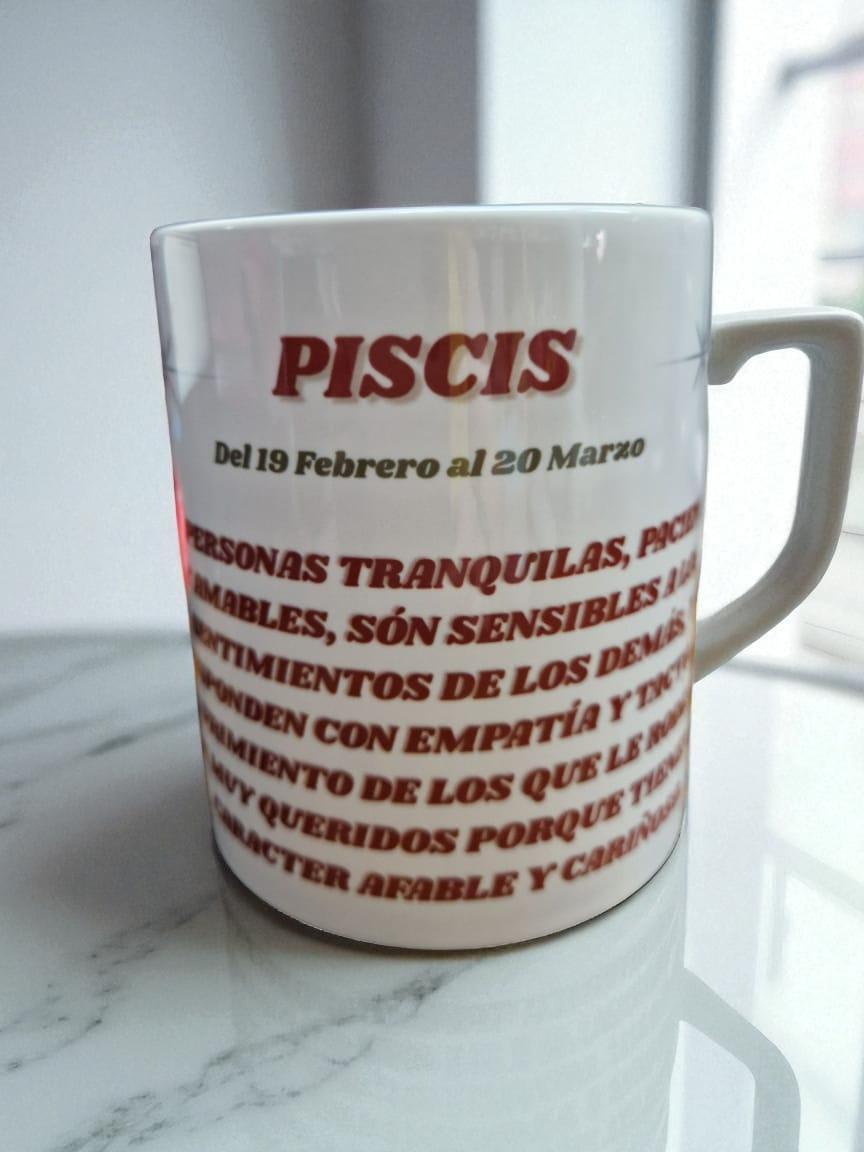 PISCIS
Del 19 Febrero al 20 Marzo
PERSONAS TRANQUILAS,
AMABLES, SÓN SENSIBLES A
SENTIMIENTOS DE LOS DEMÁS,
CON EMPATÍA Y
DE LOS QUE LE
MUY QUERIDOS PORQUE
CARACTER AFABLE Y CARIÑOSO